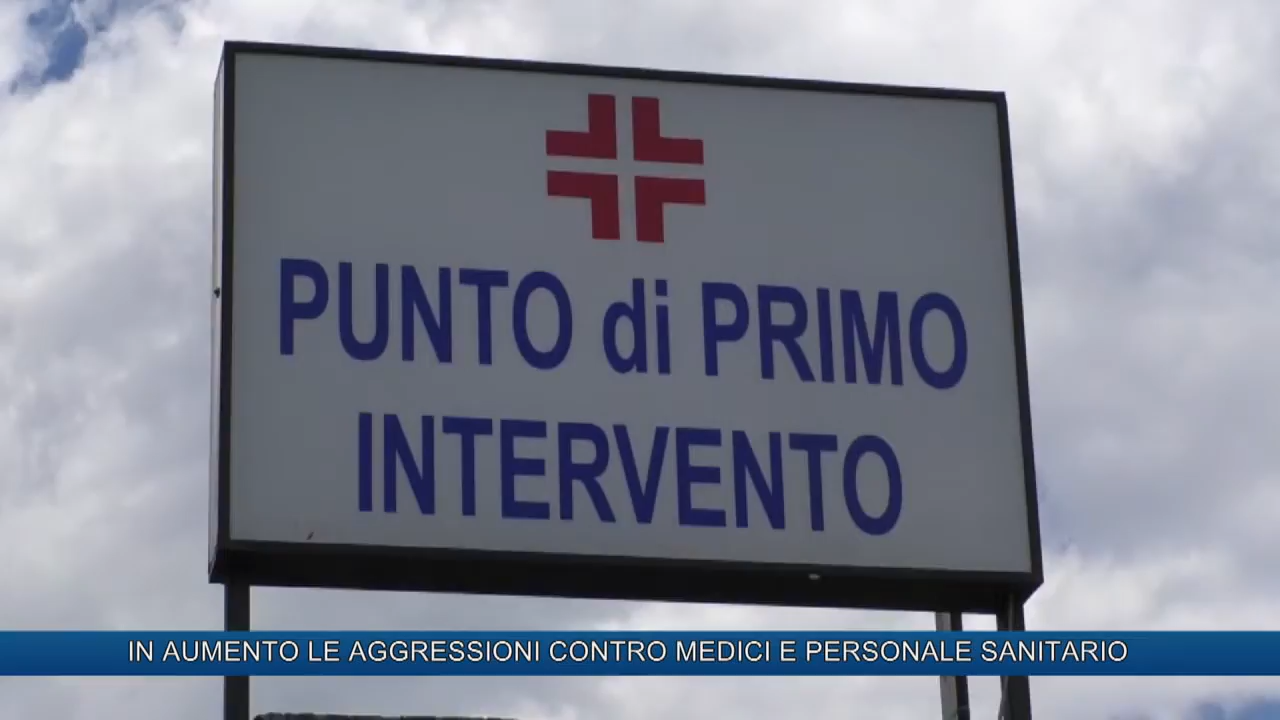 PUNTO di PRIMO
INTERVENTO
IN AUMENTO LE AGGRESSIONI CONTRO MEDICI E PERSONALE SANITARIO